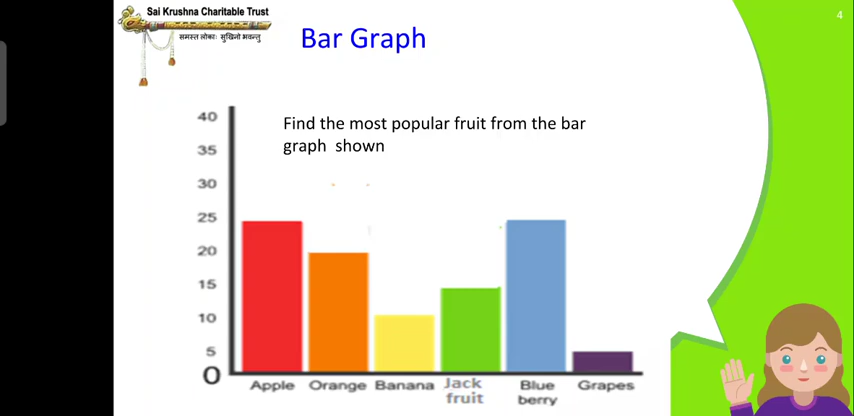 Sai Krushna Charitable Trust
समस्त लोकाः सुखिनो भवन्तु
4
Bar Graph
Find the most popular fruit from the bar
graph shown
40
35
30
25
20
15
10
5
0
Apple Orange Banana Jack fruit Blue berry Grapes